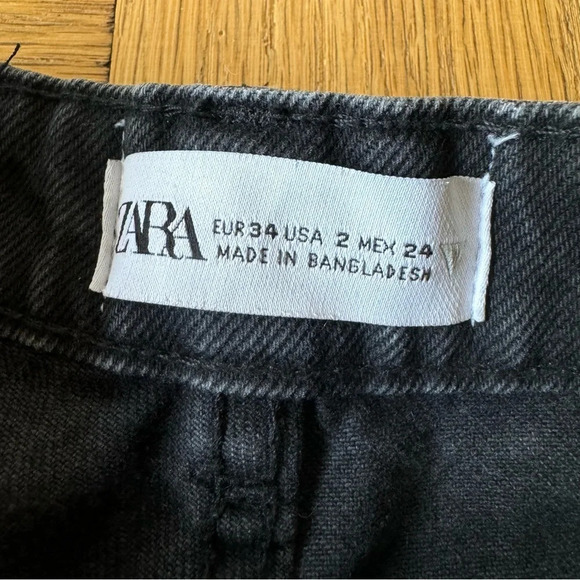 ZARA
EUR 34 USA 2 MEX 24
MADE IN BANGLADESH